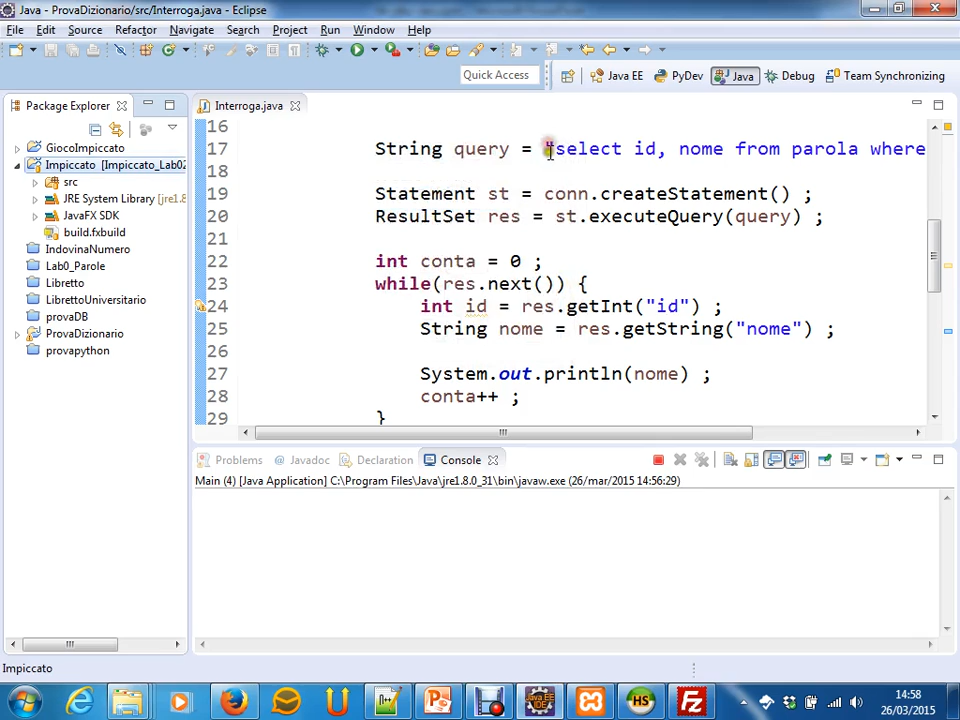 Java - ProvaDizionario/src/Interroga.java - Eclipse
File Edit Source Refactor Navigate Search Project Run Window Help
Quick Access Java EE PyDev Java Debug Team Synchronizing
Package Explorer
GiocoImpiccato
Impiccato [Impiccato_Lab02
src
JRE System Library [jre1.8
JavaFX SDK
build.fxbuild
IndovinaNumero
Lab0_Parole
Libretto
LibrettoUniversitario
provaDB
ProvaDizionario
provapython
Interroga.java
16
17 String query = "select id, nome from parola where
18
19 Statement st = conn.createStatement() ;
20 ResultSet res = st.executeQuery(query) ;
21
22 int conta = 0 ;
23 while(res.next()) {
24 int id = res.getInt("id") ;
25 String nome = res.getString("nome") ;
26
27 System.out.println(nome) ;
28 conta++ ;
29 }
Problems @ Javadoc Declaration Console
Main (4) [Java Application] C:\Program Files\Java\jre1.8.0_31\bin\javaw.exe (26/mar/2015 14:56:29)
Impiccato
14:58
26/03/2015